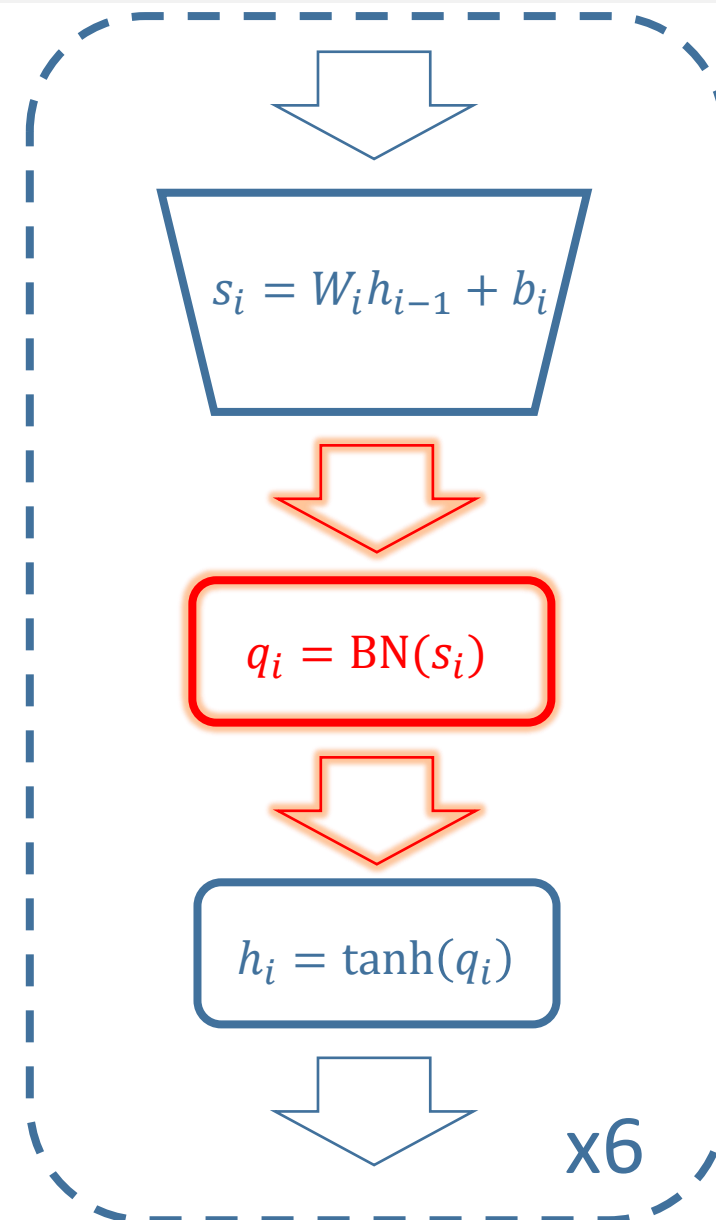 sᵢ = Wᵢhᵢ₋₁ + bᵢ
qᵢ = BN(sᵢ)
hᵢ = tanh(qᵢ)
x6